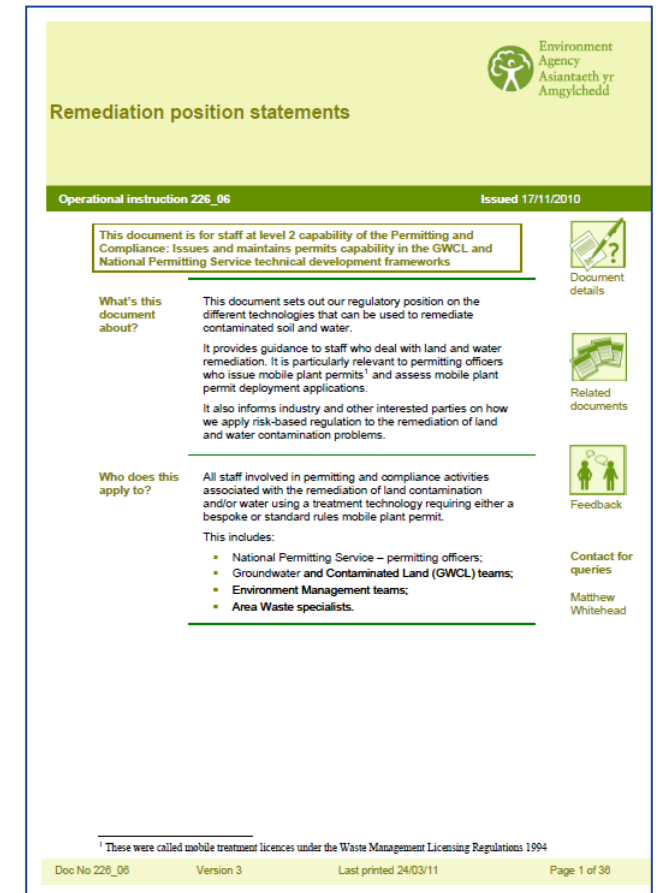 Environment
Agency
Asiantaeth yr
Amgylchedd
Remediation position statements
Operational instruction 226_06 Issued 17/11/2010
This document is for staff at level 2 capability of the Permitting and
Compliance: Issues and maintains permits capability in the GWCL and
National Permitting Service technical development frameworks
Document
details
What's this
document
about?
This document sets out our regulatory position on the
different technologies that can be used to remediate
contaminated soil and water.
It provides guidance to staff who deal with land and water
remediation. It is particularly relevant to permitting officers
who issue mobile plant permits¹ and assess mobile plant
permit deployment applications.
It also informs industry and other interested parties on how
we apply risk-based regulation to the remediation of land
and water contamination problems.
Related
documents
Who does this
apply to?
All staff involved in permitting and compliance activities
associated with the remediation of land contamination
and/or water using a treatment technology requiring either a
bespoke or standard rules mobile plant permit.
This includes:
▪ National Permitting Service – permitting officers;
▪ Groundwater and Contaminated Land (GWCL) teams;
▪ Environment Management teams;
▪ Area Waste specialists.
Feedback
Contact for
queries
Matthew
Whitehead
¹ These were called mobile treatment licences under the Waste Management Licensing Regulations 1994
Doc No 226_06 Version 3 Last printed 24/03/11 Page 1 of 36